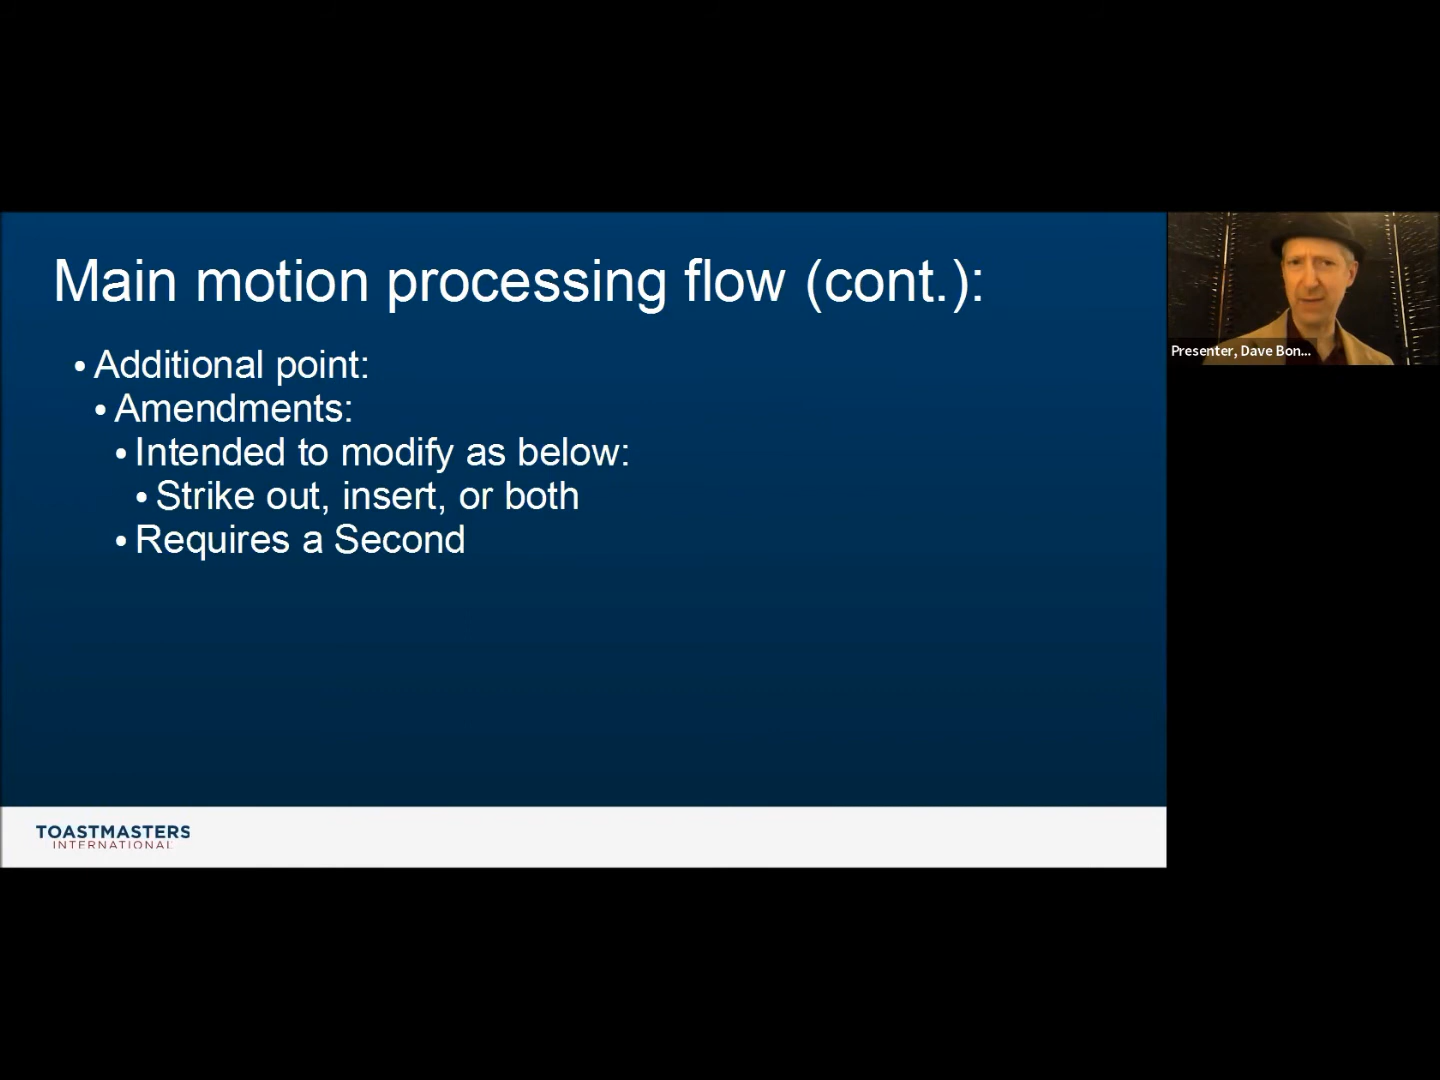 Main motion processing flow (cont.):
• Additional point:
• Amendments:
• Intended to modify as below:
• Strike out, insert, or both
• Requires a Second
Presenter, Dave Bon...
TOASTMASTERS
INTERNATIONAL